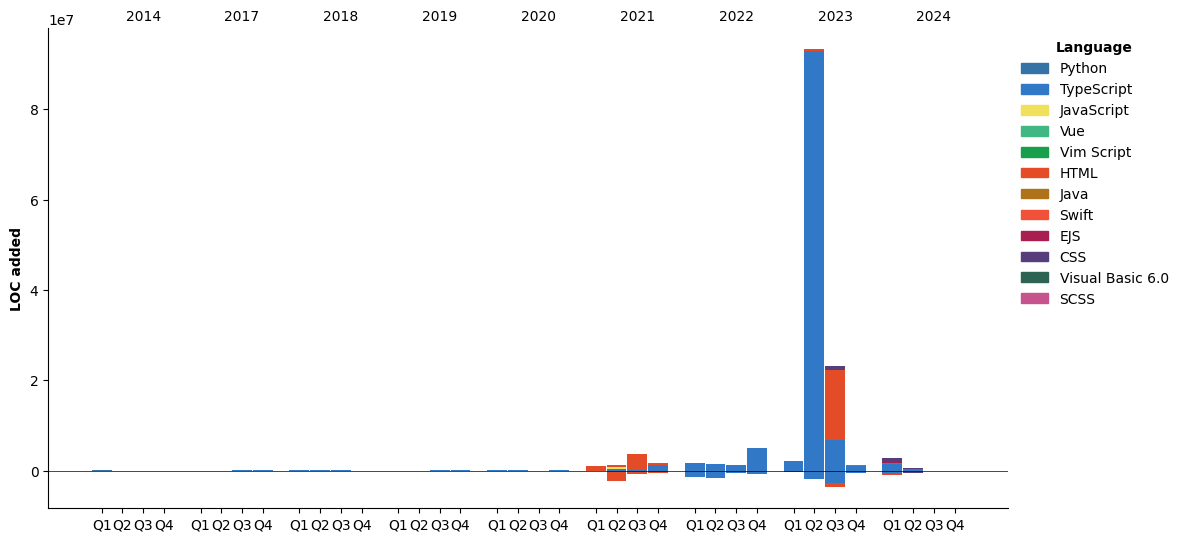 2014 2017 2018 2019 2020 2021 2022 2023 2024
1e7
LOC added
8
6
4
2
0
Q1 Q2 Q3 Q4 Q1 Q2 Q3 Q4 Q1 Q2 Q3 Q4 Q1 Q2 Q3 Q4 Q1 Q2 Q3 Q4 Q1 Q2 Q3 Q4 Q1 Q2 Q3 Q4 Q1 Q2 Q3 Q4 Q1 Q2 Q3 Q4
Language
Python
TypeScript
JavaScript
Vue
Vim Script
HTML
Java
Swift
EJS
CSS
Visual Basic 6.0
SCSS